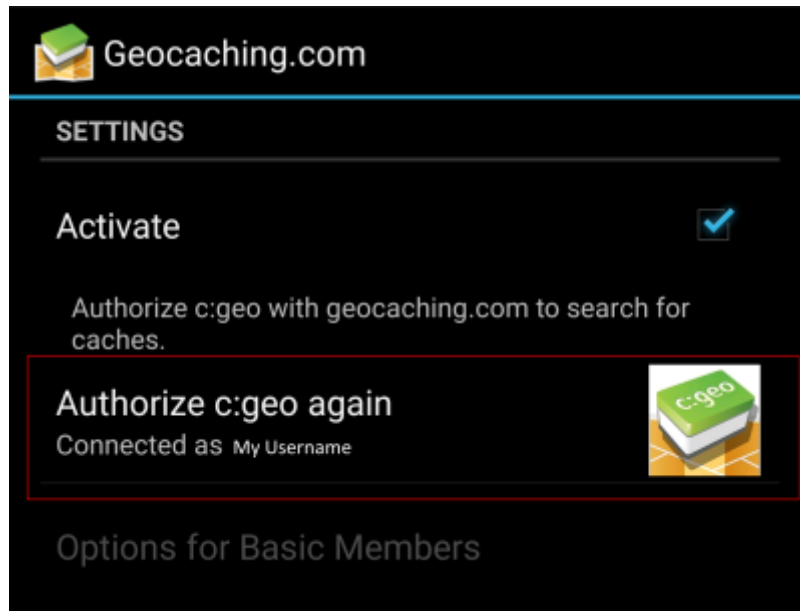 Geocaching.com
SETTINGS
Activate
Authorize c:geo with geocaching.com to search for
caches.
Authorize c:geo again
c:geo
Connected as My Username
Options for Basic Members